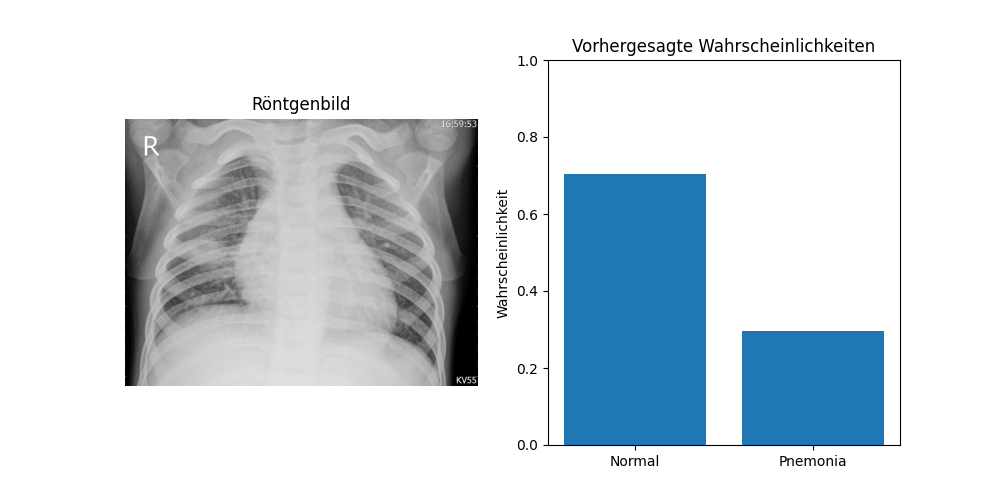 Röntgenbild
16:59:53
R
KV55
Vorhergesagte Wahrscheinlichkeiten
1.0
0.8
0.6
0.4
0.2
0.0
Wahrscheinlichkeit
Normal
Pnemonia